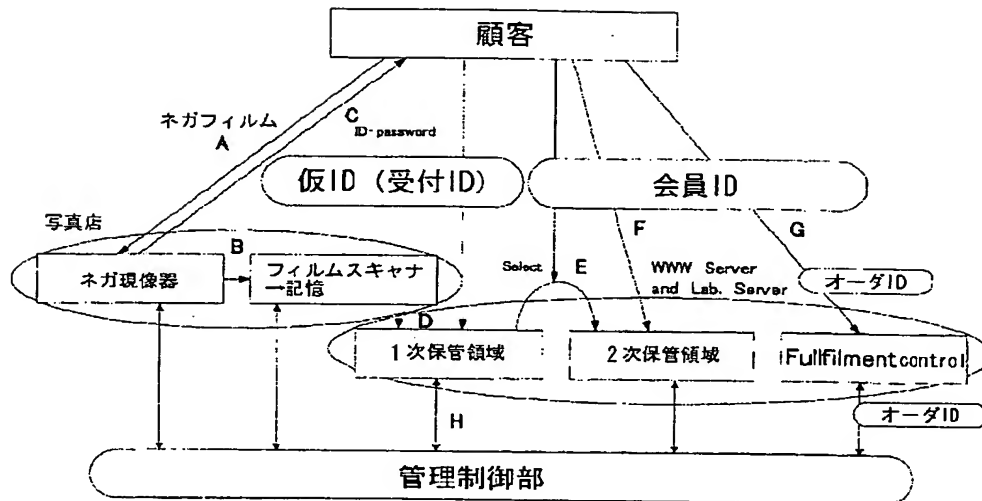 顧客
ネガフィルム
A
C
ID-password
仮ID（受付ID）
会員ID
写真店
B
F
G
ネガ現像器
フィルムスキャナ
ー記憶
Select
E
WWW Server
and Lab. Server
オーダID
D
1次保管領域
2次保管領域
Fullfilmentcontrol
H
オーダID
管理制御部